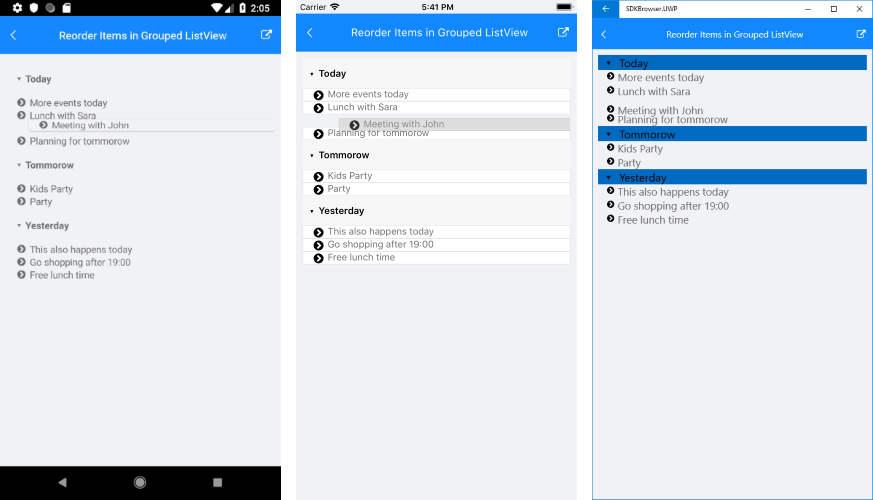 2:05
Reorder Items in Grouped ListView
Today
More events today
Lunch with Sara
Meeting with John
Planning for tommorow
Tommorow
Kids Party
Party
Yesterday
This also happens today
Go shopping after 19:00
Free lunch time
Carrier 5:41 PM
Reorder Items in Grouped ListView
Today
More events today
Lunch with Sara
Meeting with John
Planning for tommorow
Tommorow
Kids Party
Party
Yesterday
This also happens today
Go shopping after 19:00
Free lunch time
SDKBrowser.UWP
Reorder Items in Grouped ListView
Today
More events today
Lunch with Sara
Meeting with John
Planning for tommorow
Tommorow
Kids Party
Party
Yesterday
This also happens today
Go shopping after 19:00
Free lunch time